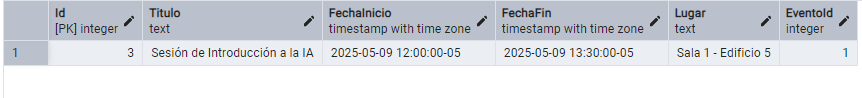 Id Titulo FechaInicio FechaFin Lugar EventoId
[PK] integer text timestamp with time zone timestamp with time zone text integer
1 3 Sesión de Introducción a la IA 2025-05-09 12:00:00-05 2025-05-09 13:30:00-05 Sala 1 - Edificio 5 1